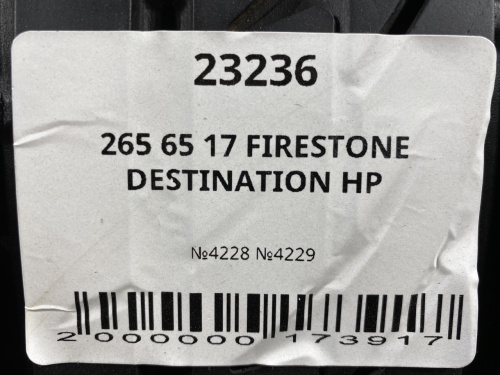 23236
265 65 17 FIRESTONE
DESTINATION HP
№4228 №4229
2 000000 173917